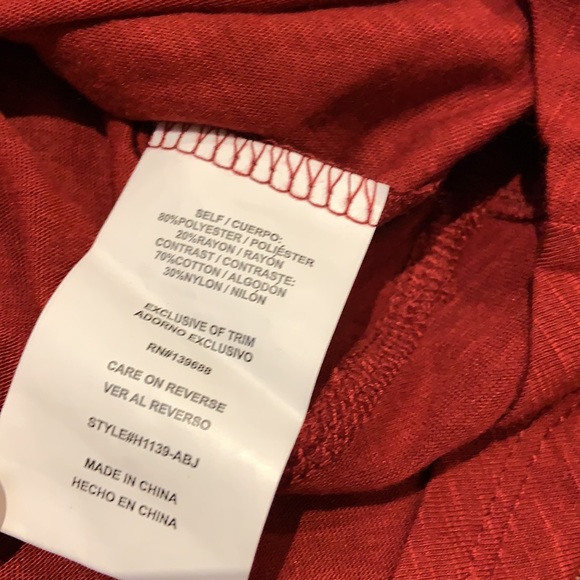 SELF / CUERPO:
80%POLYESTER / POLIÉSTER
20%RAYON / RAYÓN
CONTRAST / CONTRASTE:
70%COTTON / ALGODÓN
30%NYLON / NILÓN
EXCLUSIVE OF TRIM
ADORNO EXCLUSIVO
RN#139688
CARE ON REVERSE
VER AL REVERSO
STYLE#H1139-ABJ
MADE IN CHINA
HECHO EN CHINA